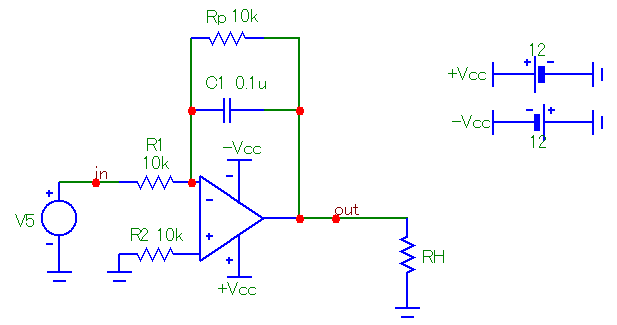 Rp 10k
C1 0.1u
R1
10k
-Vcc
in
V5
R2 10k
+Vcc
out
RH
12
+Vcc
-Vcc
12